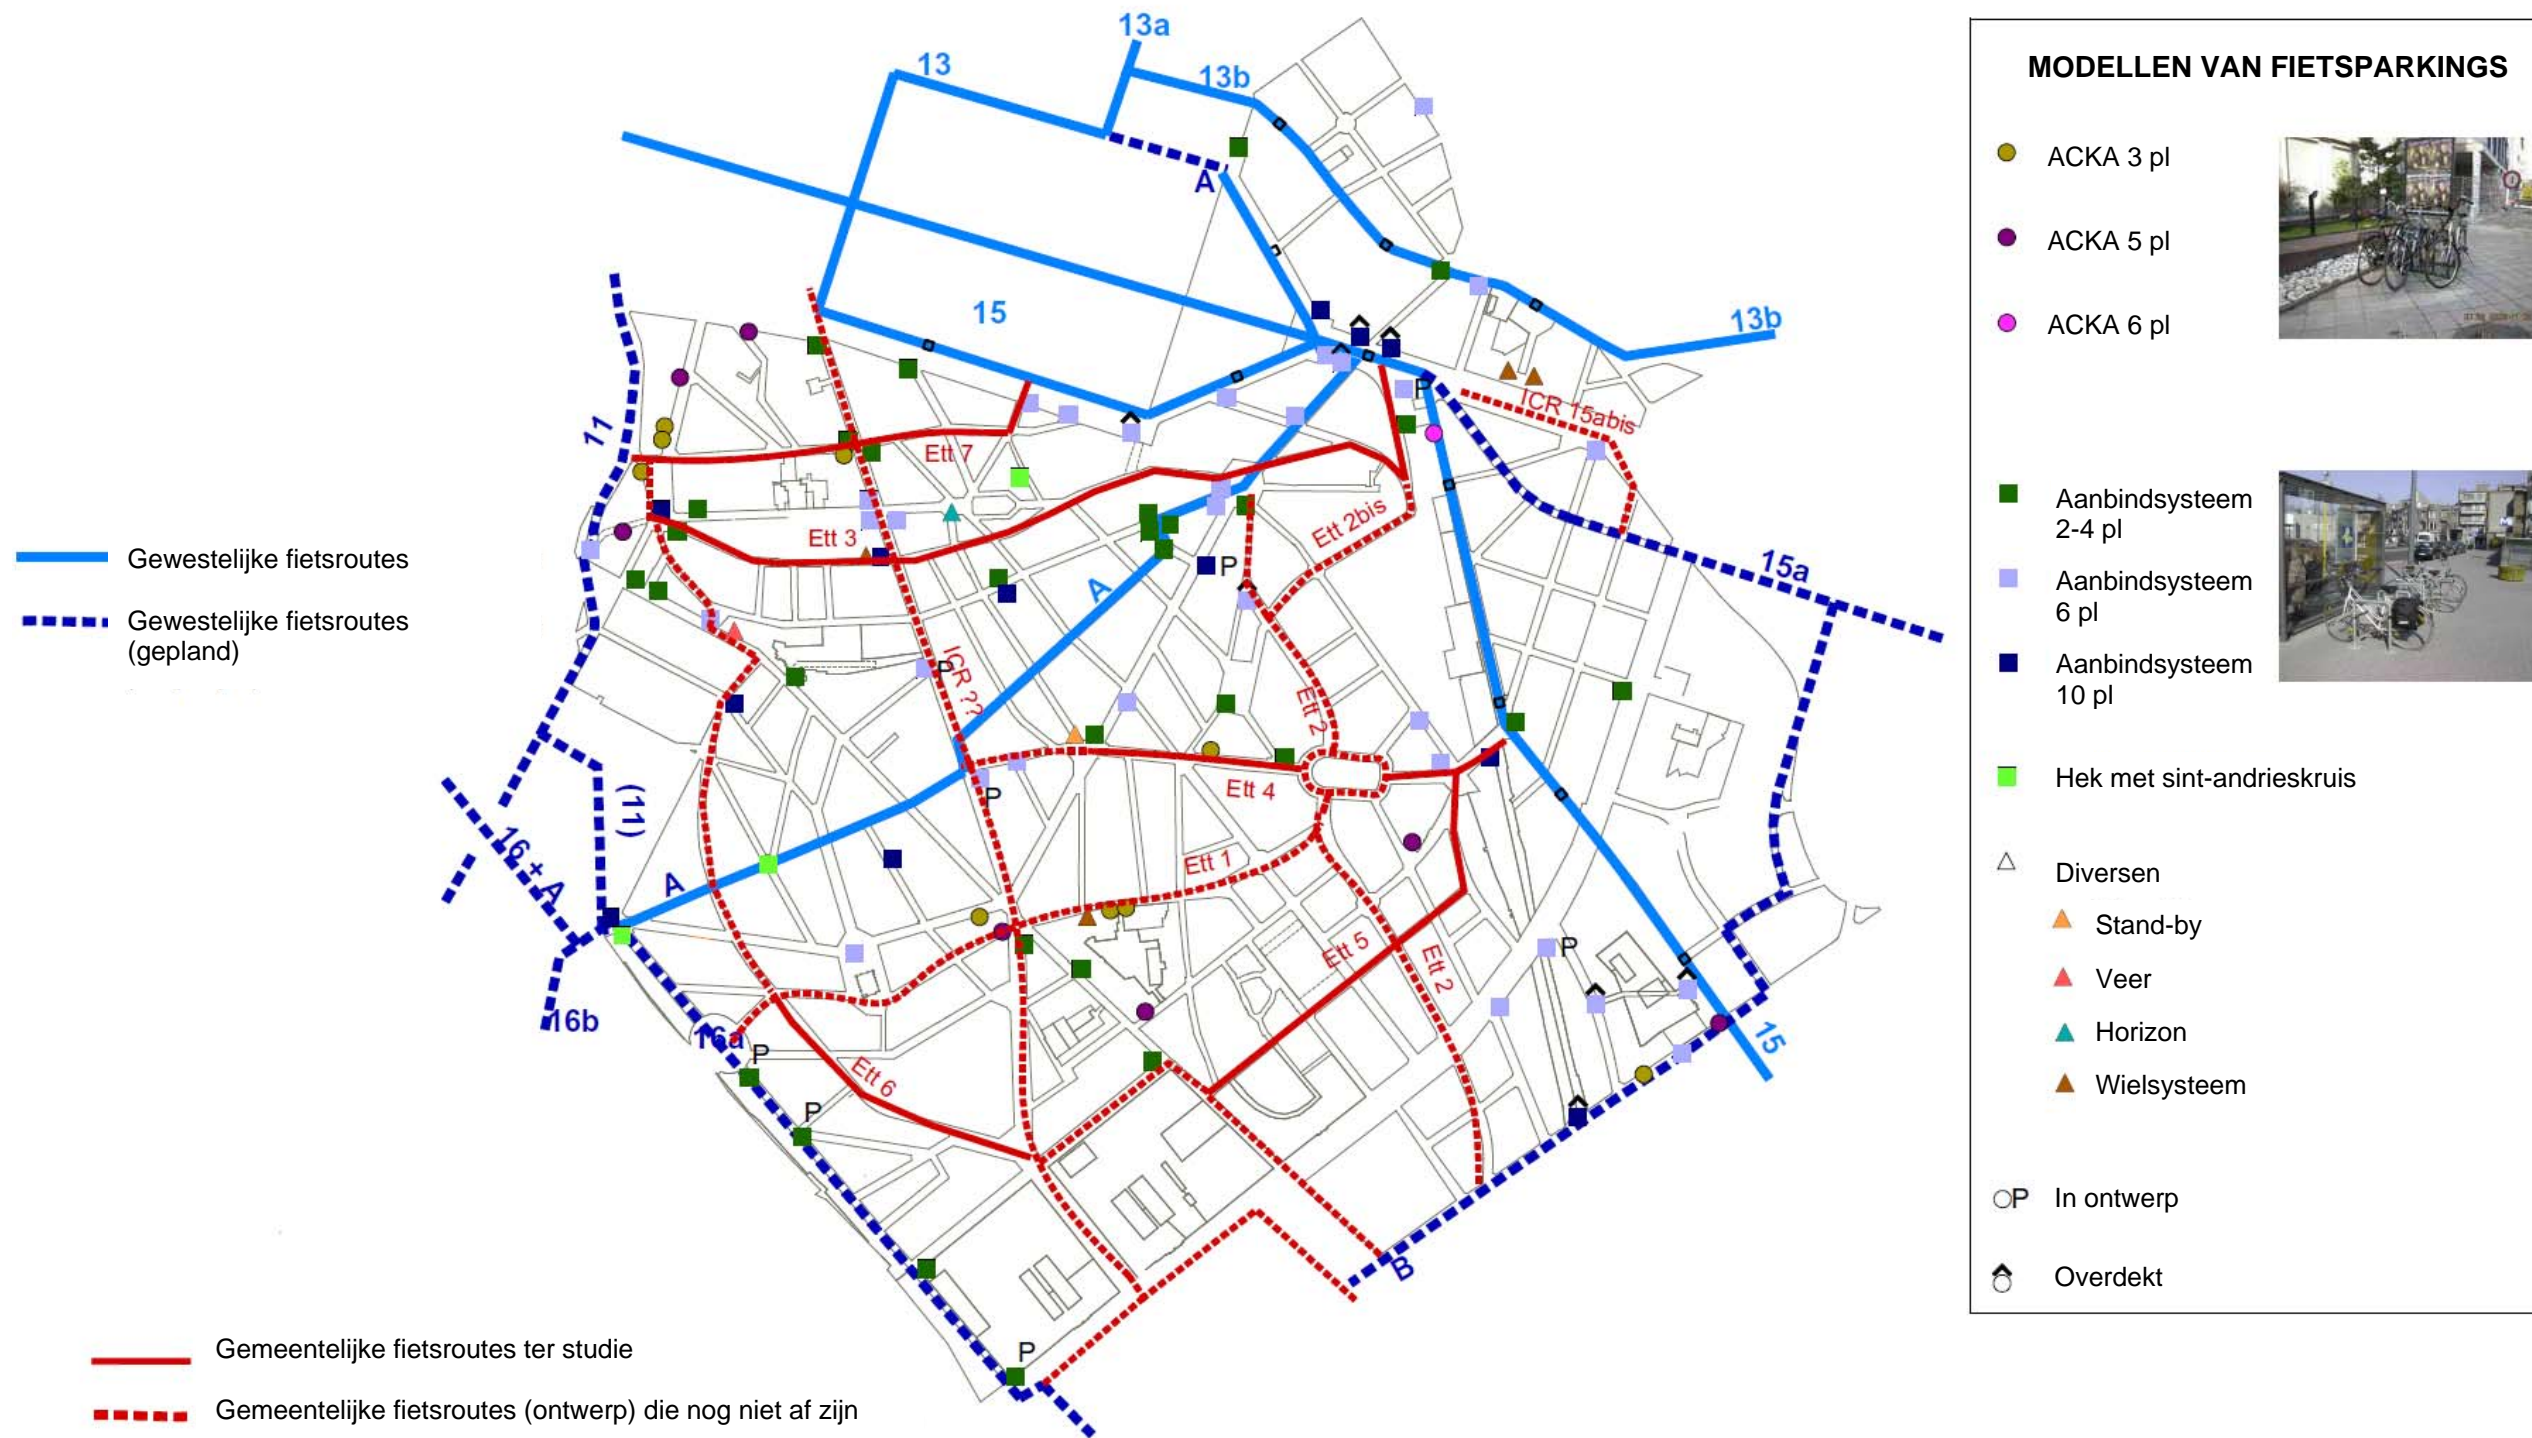 13a
13
13b
A
15
13b
11
ICR 15abis
P
Ett 7
Ett 3
Ett 2bis
P
A
15a
ICR ??
P
Ett 2
(11)
P
Ett 4
16 + A
A
Ett 1
Ett 5
Ett 2
P
16b
16a
P
15
Ett 6
P
B
P
Gewestelijke fietsroutes
Gewestelijke fietsroutes
(gepland)
Gemeentelijke fietsroutes ter studie
Gemeentelijke fietsroutes (ontwerp) die nog niet af zijn
MODELLEN VAN FIETSPARKINGS
ACKA 3 pl
ACKA 5 pl
ACKA 6 pl
Aanbindsysteem
2-4 pl
Aanbindsysteem
6 pl
Aanbindsysteem
10 pl
Hek met sint-andrieskruis
Diversen
Stand-by
Veer
Horizon
Wielsysteem
P In ontwerp
Overdekt